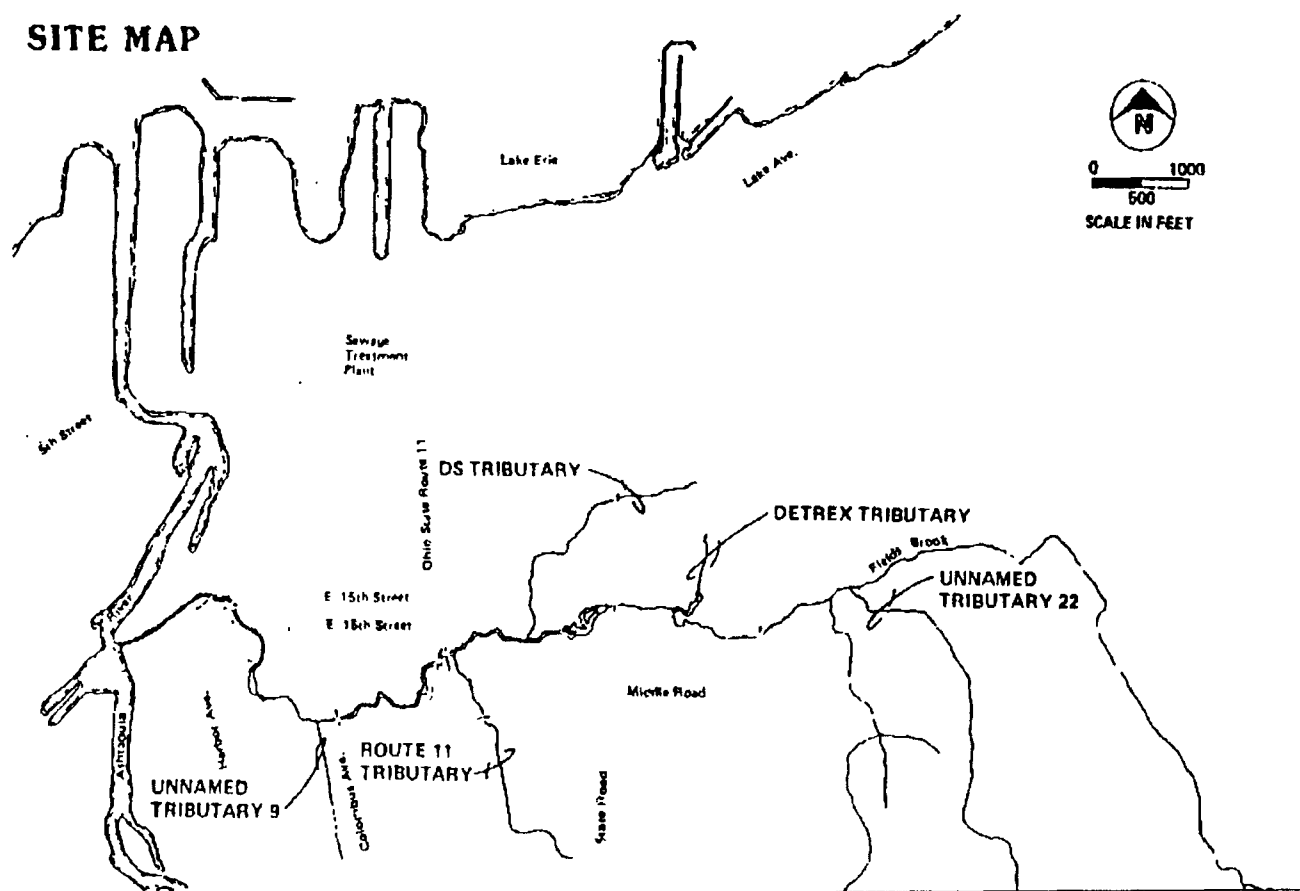 SITE MAP
N
0 1000
500
SCALE IN FEET
Lake Erie
Lake Ave.
Sewage
Treatment
Plant
5th Street
Ohio State Route 11
DS TRIBUTARY
DETREX TRIBUTARY
Fields Brook
UNNAMED
TRIBUTARY 22
E 15th Street
E 16th Street
River
Middle Road
Harbor Ave.
Ashtabula
ROUTE 11
TRIBUTARY
UNNAMED
TRIBUTARY 9
Columbus Ave.
State Road